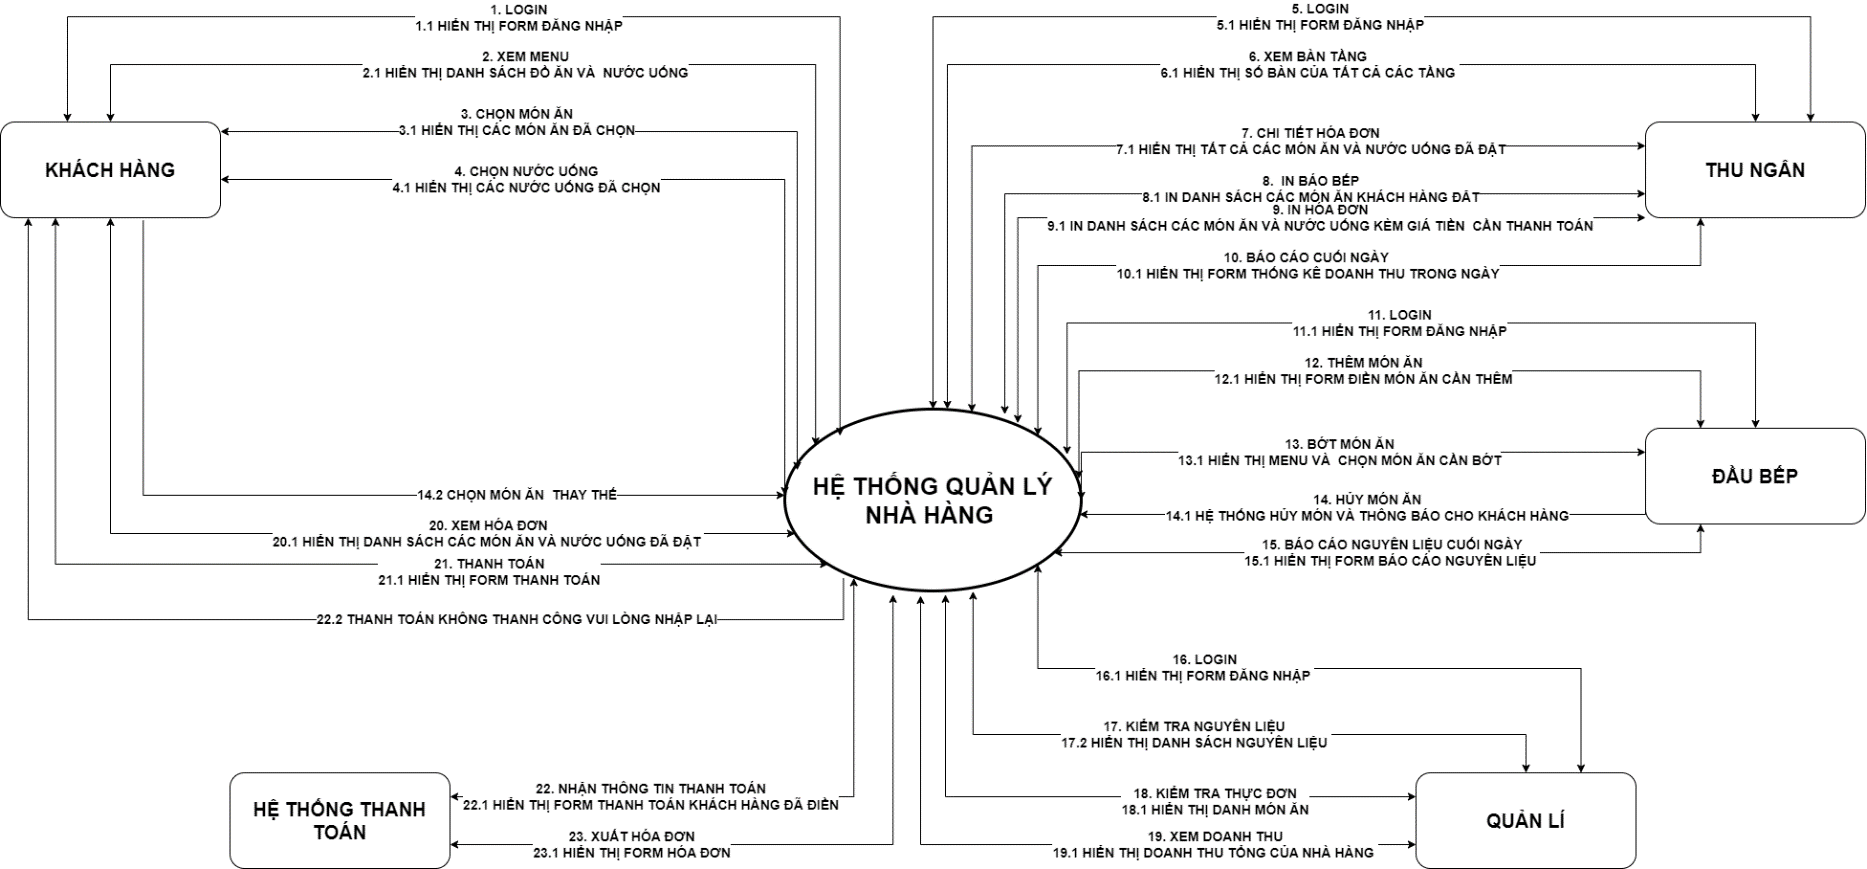 1. LOGIN
1.1 HIỂN THỊ FORM ĐĂNG NHẬP
2. XEM MENU
2.1 HIỂN THỊ DANH SÁCH ĐỒ ĂN VÀ NƯỚC UỐNG
3. CHỌN MÓN ĂN
3.1 HIỂN THỊ CÁC MÓN ĂN ĐÃ CHỌN
4. CHỌN NƯỚC UỐNG
4.1 HIỂN THỊ CÁC NƯỚC UỐNG ĐÃ CHỌN
KHÁCH HÀNG
5. LOGIN
5.1 HIỂN THỊ FORM ĐĂNG NHẬP
6. XEM BÀN TẦNG
6.1 HIỂN THỊ SỐ BÀN CỦA TẤT CẢ CÁC TẦNG
7. CHI TIẾT HÓA ĐƠN
7.1 HIỂN THỊ TẤT CẢ CÁC MÓN ĂN VÀ NƯỚC UỐNG ĐÃ ĐẶT
8. IN BÁO BẾP
8.1 IN DANH SÁCH CÁC MÓN ĂN KHÁCH HÀNG ĐẶT
9. IN HÓA ĐƠN
9.1 IN DANH SÁCH CÁC MÓN ĂN VÀ NƯỚC UỐNG KÈM GIÁ TIỀN CẦN THANH TOÁN
10. BÁO CÁO CUỐI NGÀY
10.1 HIỂN THỊ FORM THỐNG KÊ DOANH THU TRONG NGÀY
THU NGÂN
11. LOGIN
11.1 HIỂN THỊ FORM ĐĂNG NHẬP
12. THÊM MÓN ĂN
12.1 HIỂN THỊ FORM ĐIỀN MÓN ĂN CẦN THÊM
13. BỚT MÓN ĂN
13.1 HIỂN THỊ MENU VÀ CHỌN MÓN ĂN CẦN BỚT
14. HỦY MÓN ĂN
14.1 HỆ THỐNG HỦY MÓN VÀ THÔNG BÁO CHO KHÁCH HÀNG
15. BÁO CÁO NGUYÊN LIỆU CUỐI NGÀY
15.1 HIỂN THỊ FORM BÁO CÁO NGUYÊN LIỆU
ĐẦU BẾP
HỆ THỐNG QUẢN LÝ
NHÀ HÀNG
14.2 CHỌN MÓN ĂN THAY THẾ
20. XEM HÓA ĐƠN
20.1 HIỂN THỊ DANH SÁCH CÁC MÓN ĂN VÀ NƯỚC UỐNG ĐÃ ĐẶT
21. THANH TOÁN
21.1 HIỂN THỊ FORM THANH TOÁN
22.2 THANH TOÁN KHÔNG THANH CÔNG VUI LÒNG NHẬP LẠI
16. LOGIN
16.1 HIỂN THỊ FORM ĐĂNG NHẬP
17. KIỂM TRA NGUYÊN LIỆU
17.2 HIỂN THỊ DANH SÁCH NGUYÊN LIỆU
18. KIỂM TRA THỰC ĐƠN
18.1 HIỂN THỊ DANH MÓN ĂN
19. XEM DOANH THU
19.1 HIỂN THỊ DOANH THU TỔNG CỦA NHÀ HÀNG
QUẢN LÍ
HỆ THỐNG THANH
TOÁN
22. NHẬN THÔNG TIN THANH TOÁN
22.1 HIỂN THỊ FORM THANH TOÁN KHÁCH HÀNG ĐÃ ĐIỀN
23. XUẤT HÓA ĐƠN
23.1 HIỂN THỊ FORM HÓA ĐƠN